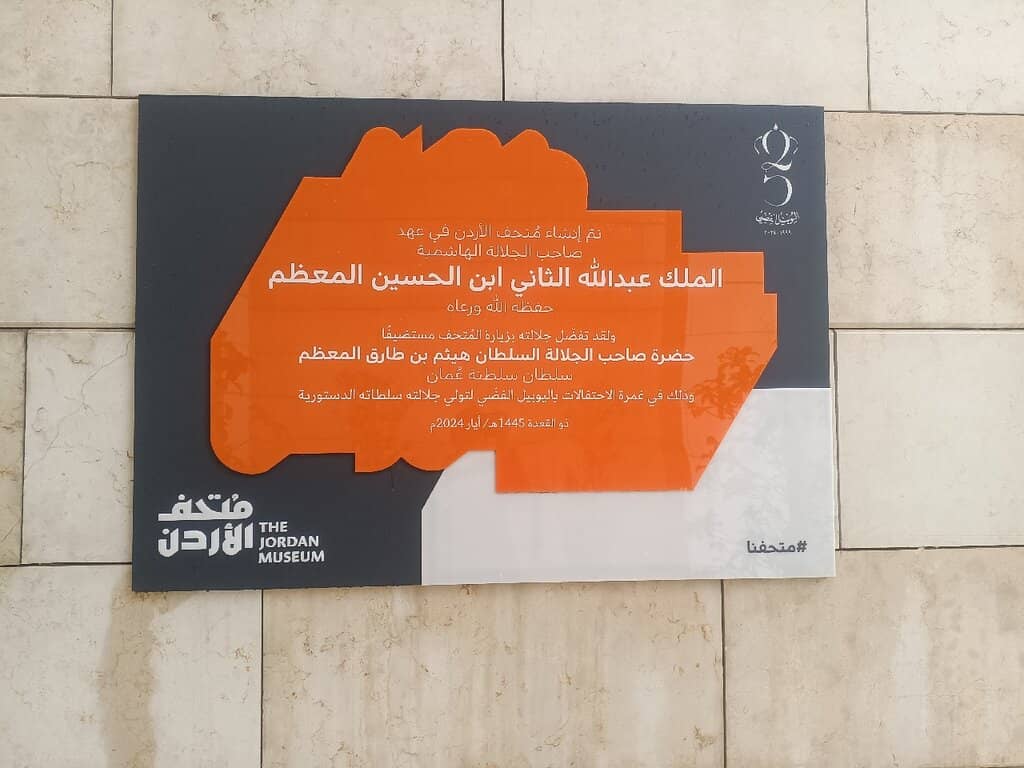 25
اليوبيل الفضي
١٩٩٩-٢٠٢٤
تمّ إنشاء مُتحف الأردن في عهد
صاحب الجلالة الهاشمية
الملك عبدالله الثاني ابن الحسين المعظم
حفظه الله ورعاه
ولقد تفضل جلالته بزيارة المُتحف مستضيفًا
حضرة صاحب الجلالة السلطان هيثم بن طارق المعظم
سلطان سلطنة عُمان
وذلك في غمرة الاحتفالات باليوبيل الفضّي لتولي جلالته سلطاته الدستورية
ذو القعدة 1445هـ/ أيار 2024م
مُتحف
الأردن
THE
JORDAN
MUSEUM
#متحفنا